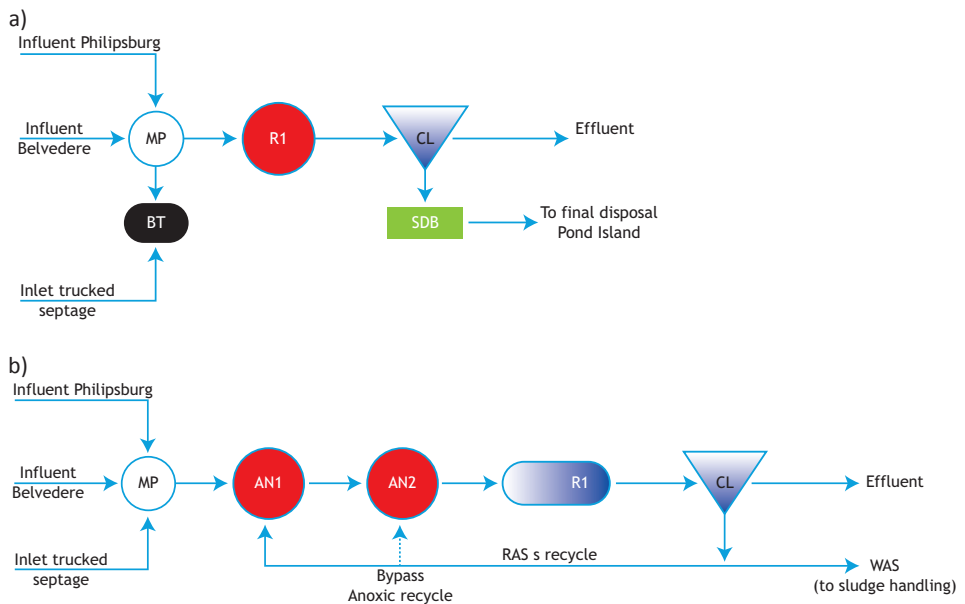 a)
Influent Philipsburg
Influent
Belvedere
MP
R1
CL
Effluent
BT
SDB
To final disposal
Pond Island
Inlet trucked
septage
b)
Influent Philipsburg
Influent
Belvedere
MP
AN1
AN2
R1
CL
Effluent
Inlet trucked
septage
RAS s recycle
Bypass
Anoxic recycle
WAS
(to sludge handling)